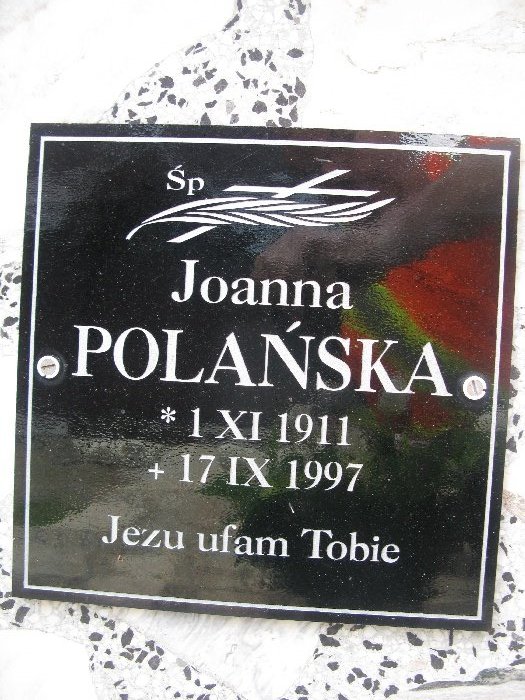 Śp
Joanna
POLAŃSKA
* 1 XI 1911
+ 17 IX 1997
Jezu ufam Tobie